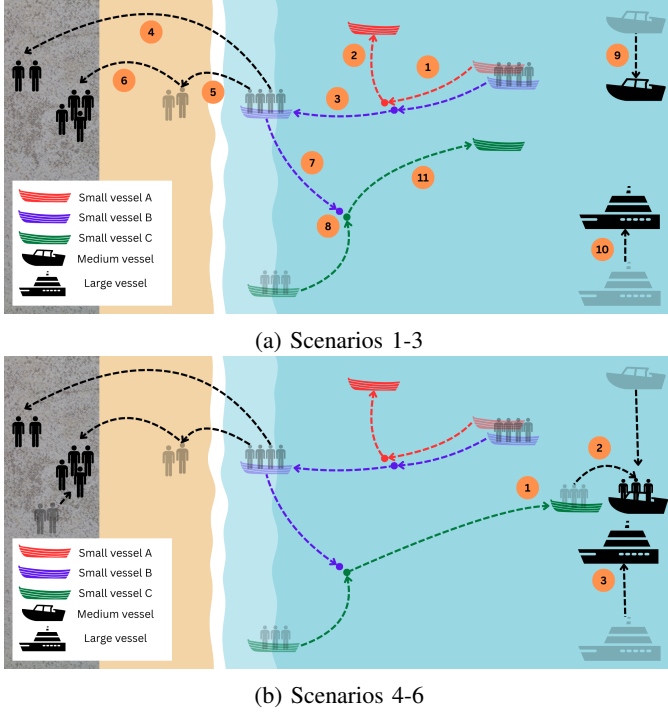 4
9
2
1
6
3
5
7
11
Small vessel A
Small vessel B
8
Small vessel C
10
Medium vessel
Large vessel
(a) Scenarios 1-3
2
1
Small vessel A
Small vessel B
3
Small vessel C
Medium vessel
Large vessel
(b) Scenarios 4-6